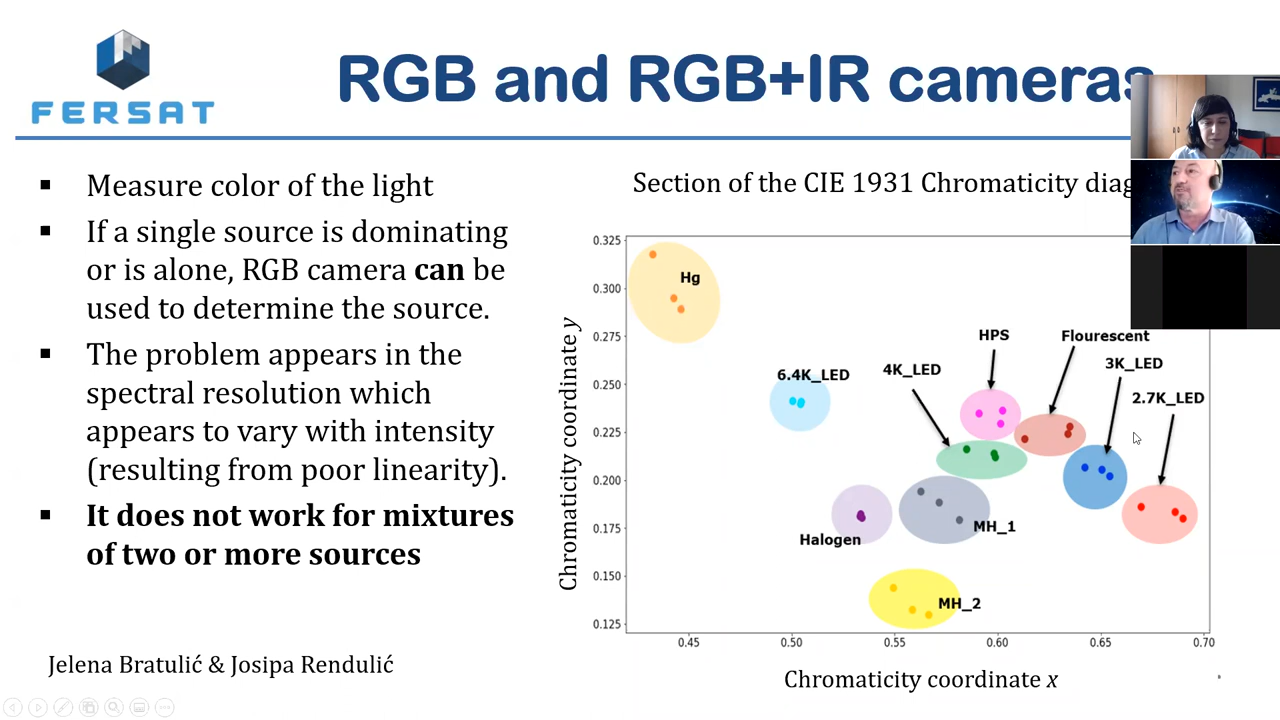 FERSAT
RGB and RGB+IR cameras
▪ Measure color of the light
▪ If a single source is dominating
or is alone, RGB camera can be
used to determine the source.
▪ The problem appears in the
spectral resolution which
appears to vary with intensity
(resulting from poor linearity).
▪ It does not work for mixtures
of two or more sources
Jelena Bratulić & Josipa Rendulić
Section of the CIE 1931 Chromaticity diag
Chromaticity coordinate y
0.325
0.300
0.275
0.250
0.225
0.200
0.175
0.150
0.125
Hg
HPS
Flourescent
6.4K_LED
4K_LED
3K_LED
2.7K_LED
Halogen
MH_1
MH_2
0.45 0.50 0.55 0.60 0.65 0.70
Chromaticity coordinate x